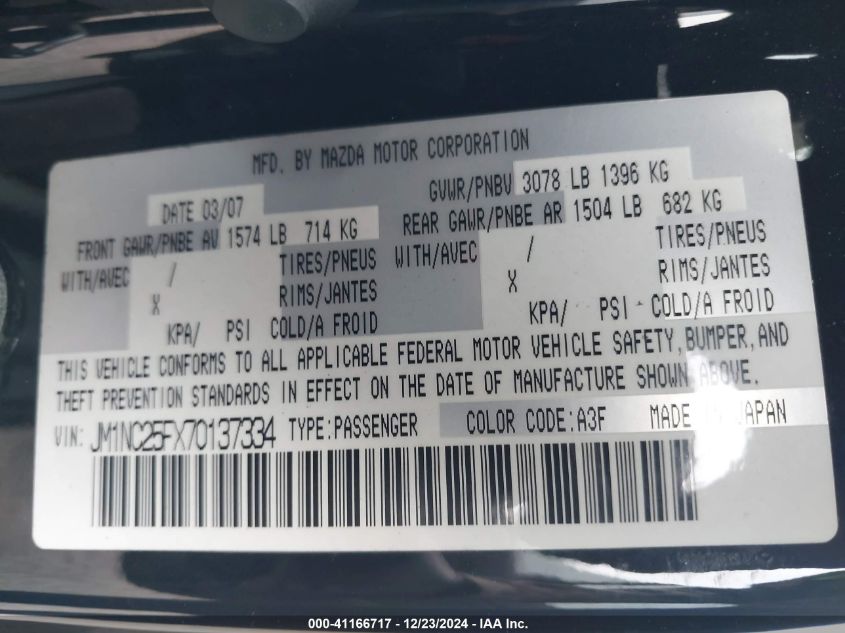 MFD. BY MAZDA MOTOR CORPORATION
DATE 03/07 GVWR/PNBV 3078 LB 1396 KG
FRONT GAWR/PNBE AV 1574 LB 714 KG REAR GAWR/PNBE AR 1504 LB 682 KG
WITH/AVEC / TIRES/PNEUS WITH/AVEC / TIRES/PNEUS
X RIMS/JANTES X RIMS/JANTES
KPA/ PSI COLD/A FROID KPA/ PSI COLD/A FROID
THIS VEHICLE CONFORMS TO ALL APPLICABLE FEDERAL MOTOR VEHICLE SAFETY, BUMPER, AND
THEFT PREVENTION STANDARDS IN EFFECT ON THE DATE OF MANUFACTURE SHOWN ABOVE.
VIN: JM1NC25FX70137334 TYPE:PASSENGER COLOR CODE:A3F MADE IN JAPAN
000-41166717 - 12/23/2024 - IAA Inc.